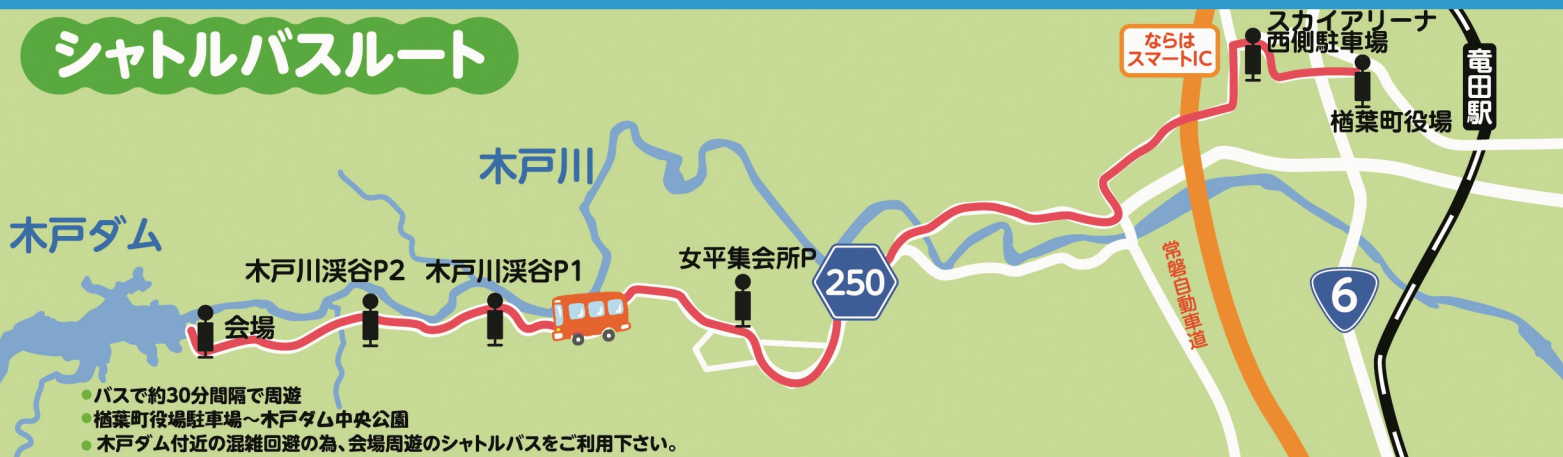 シャトルバスルート
ならは
スマートIC
スカイアリーナ
西側駐車場
竜田駅
楢葉町役場
木戸川
木戸ダム
木戸川渓谷P2
木戸川渓谷P1
女平集会所P
250
6
常磐自動車道
会場
●バスで約30分間隔で周遊
●楢葉町役場駐車場～木戸ダム中央公園
●木戸ダム付近の混雑回避の為、会場周遊のシャトルバスをご利用下さい。